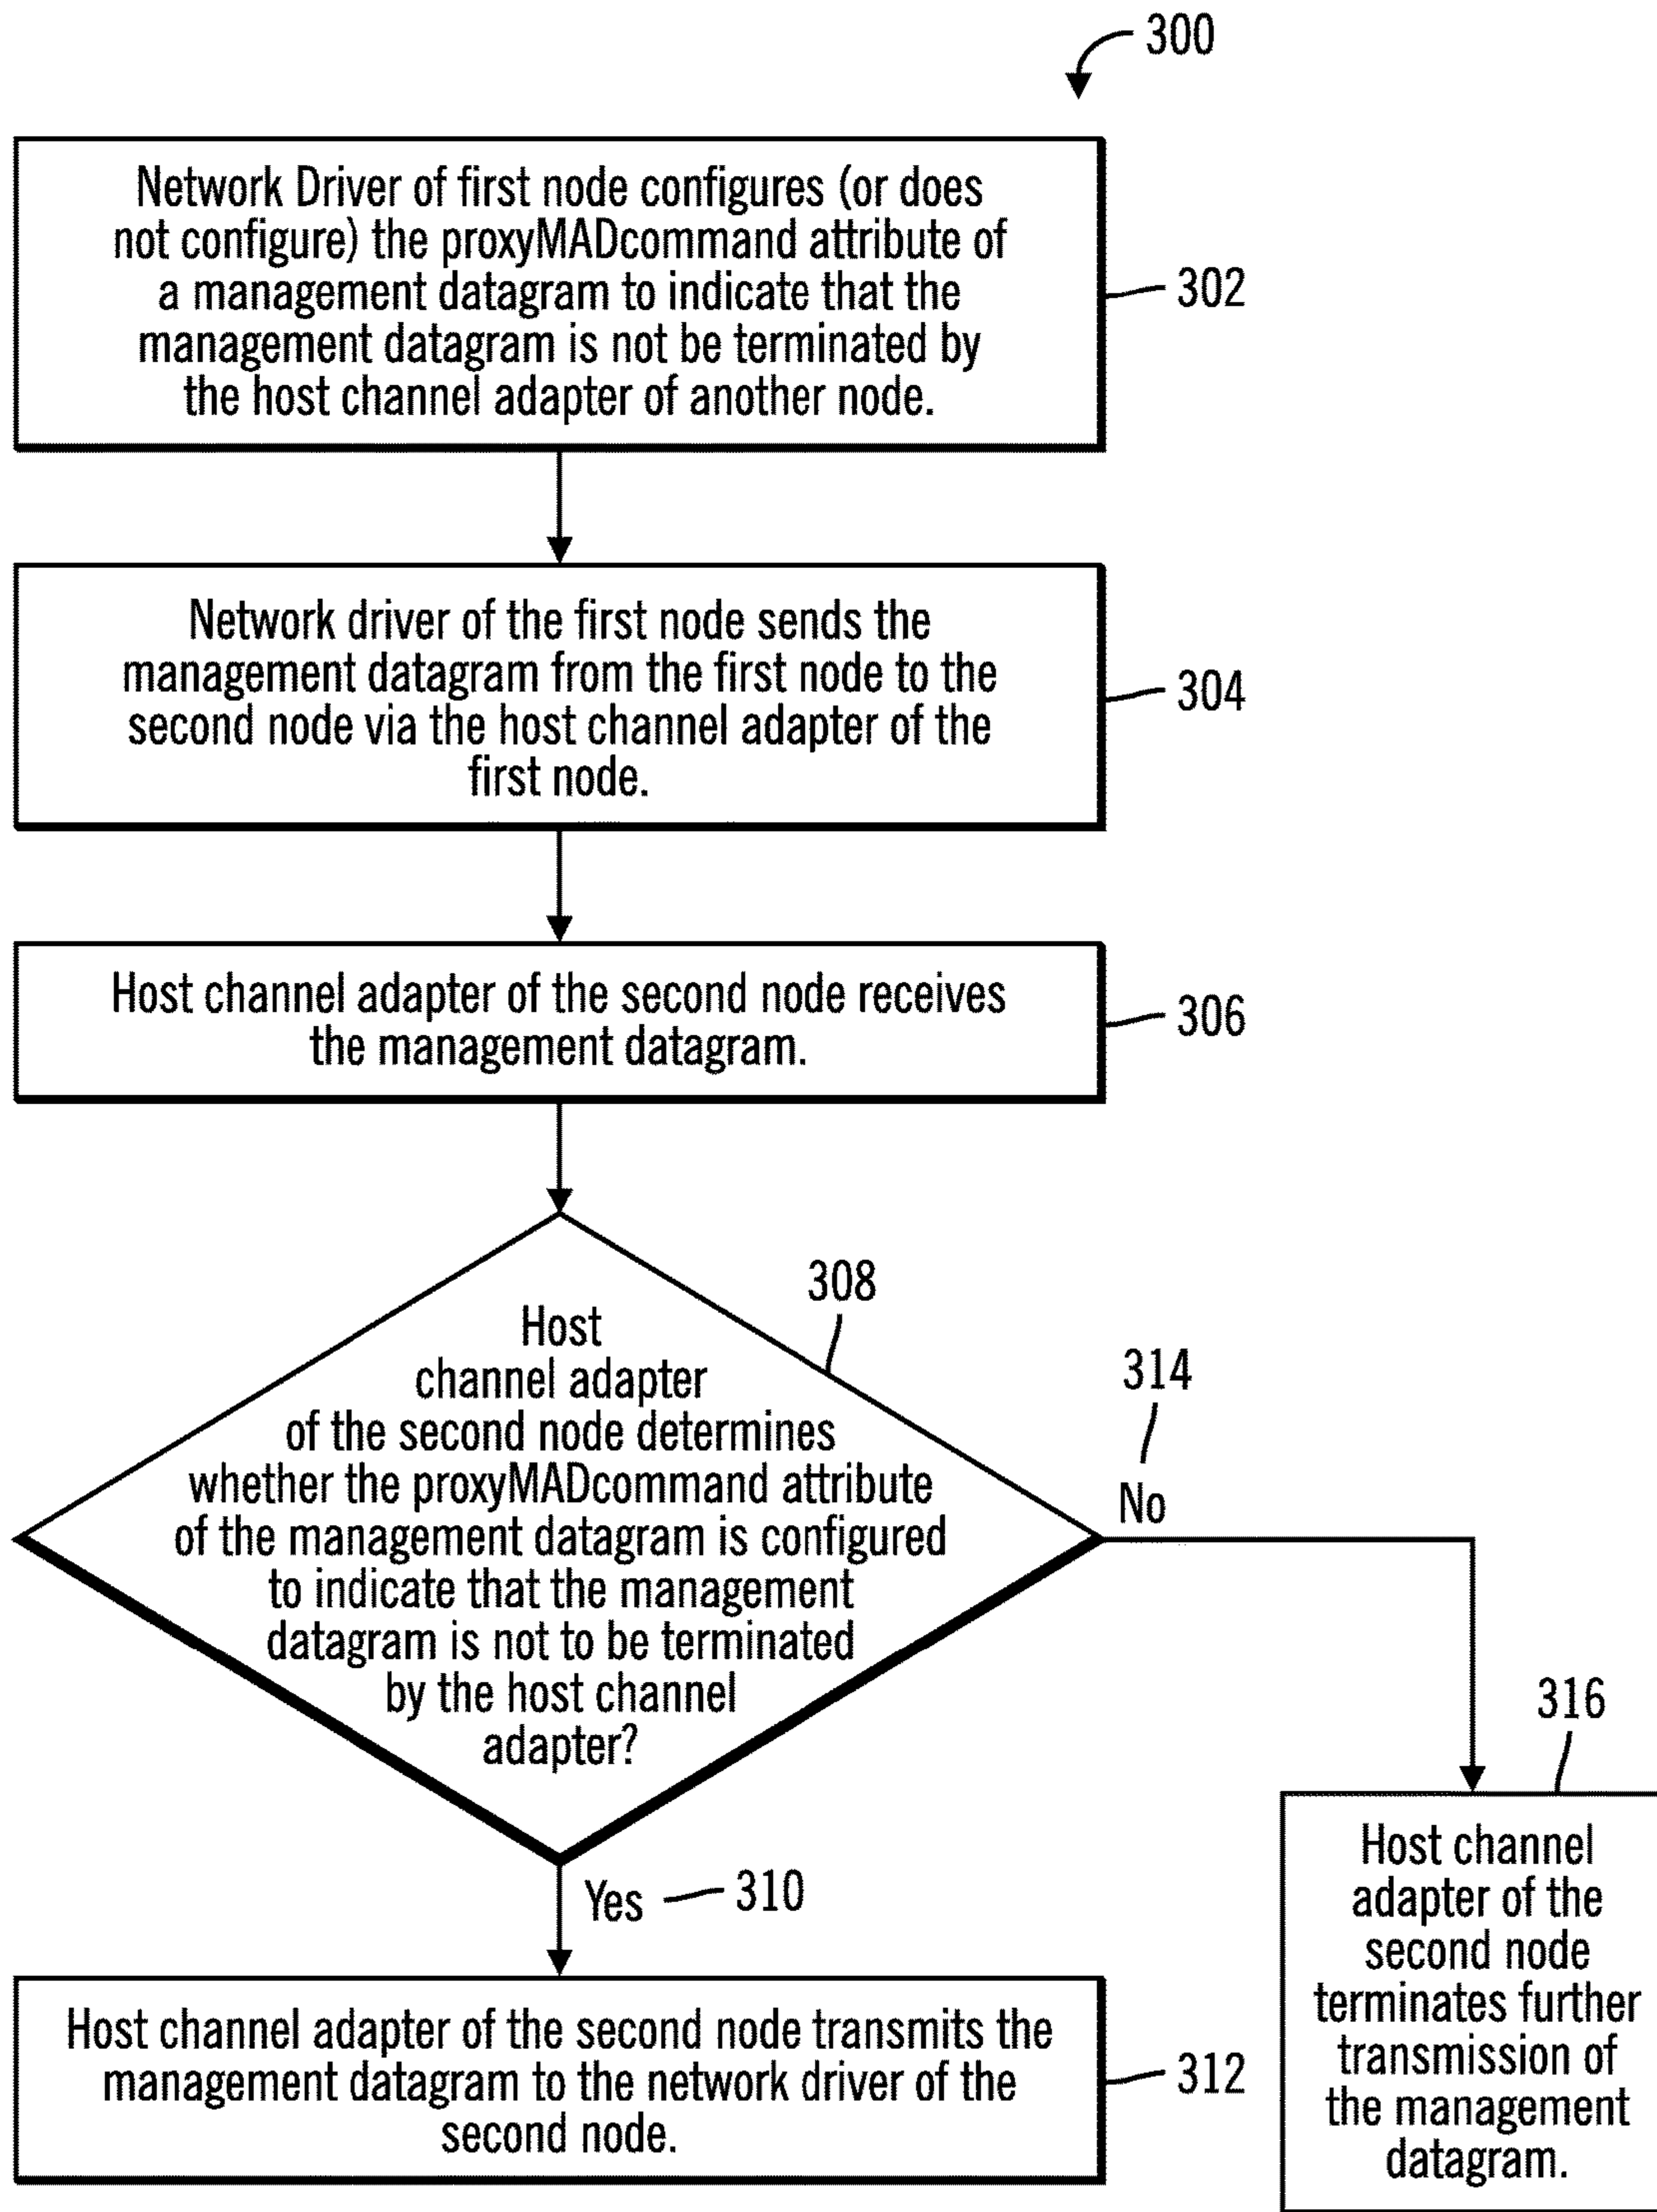 300
Network Driver of first node configures (or does
not configure) the proxyMADcommand attribute of
a management datagram to indicate that the
management datagram is not be terminated by
the host channel adapter of another node.
302
Network driver of the first node sends the
management datagram from the first node to the
second node via the host channel adapter of the
first node.
304
Host channel adapter of the second node receives
the management datagram.
306
308
Host
channel adapter
of the second node determines
whether the proxyMADcommand attribute
of the management datagram is configured
to indicate that the management
datagram is not to be terminated
by the host channel
adapter?
314
No
Yes
310
Host channel adapter of the second node transmits the
management datagram to the network driver of the
second node.
312
316
Host channel
adapter of the
second node
terminates further
transmission of
the management
datagram.